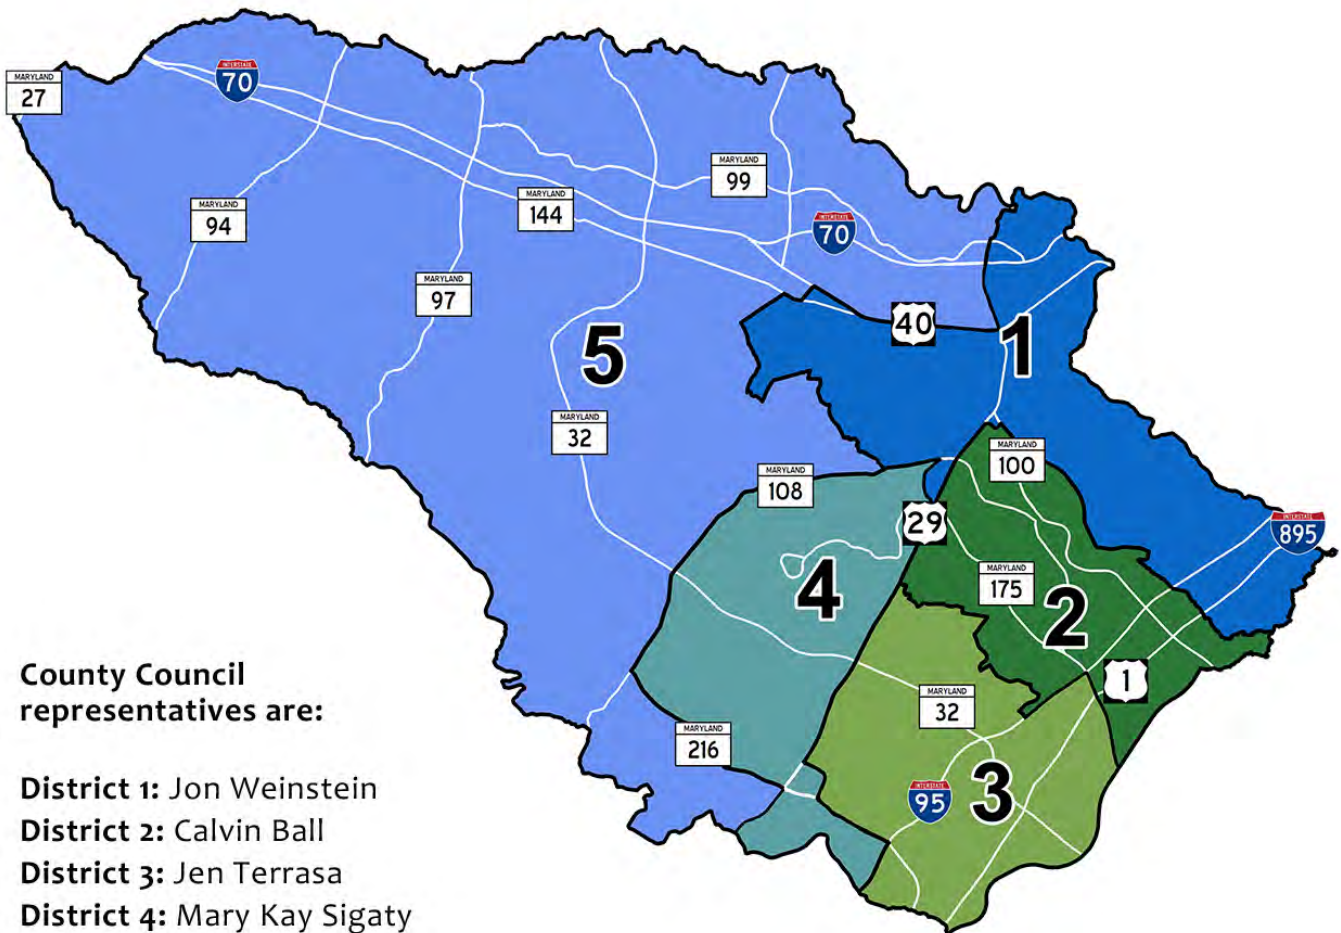 INTERSTATE
70
MARYLAND
27
MARYLAND
99
MARYLAND
94
MARYLAND
144
INTERSTATE
70
MARYLAND
97
40
1
5
MARYLAND
32
MARYLAND
100
MARYLAND
108
29
INTERSTATE
895
MARYLAND
175
4
2
1
MARYLAND
32
MARYLAND
216
INTERSTATE
95
3
County Council
representatives are:
District 1: Jon Weinstein
District 2: Calvin Ball
District 3: Jen Terrasa
District 4: Mary Kay Sigaty